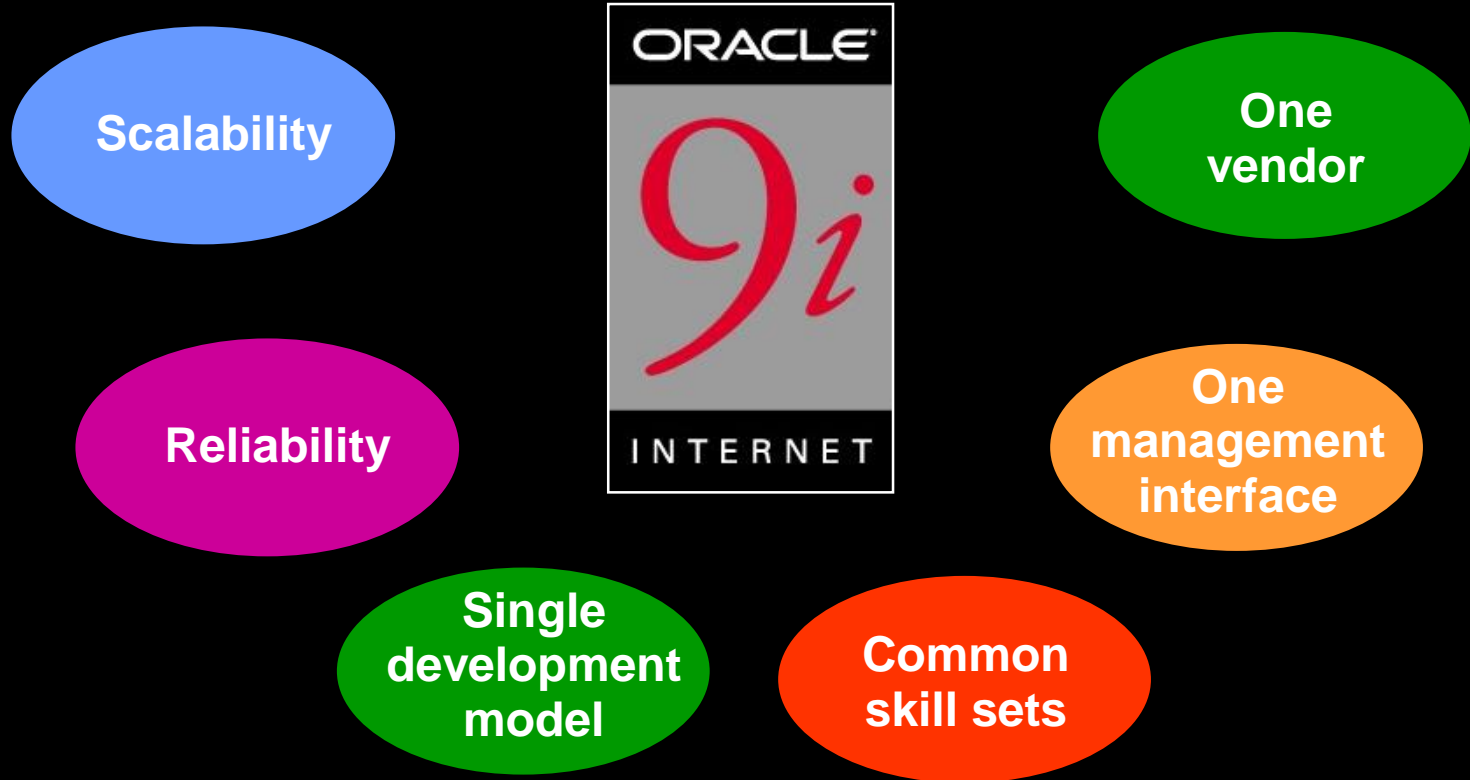 ORACLE®
9i
INTERNET
Scalability
One
vendor
Reliability
One
management
interface
Single
development
model
Common
skill sets